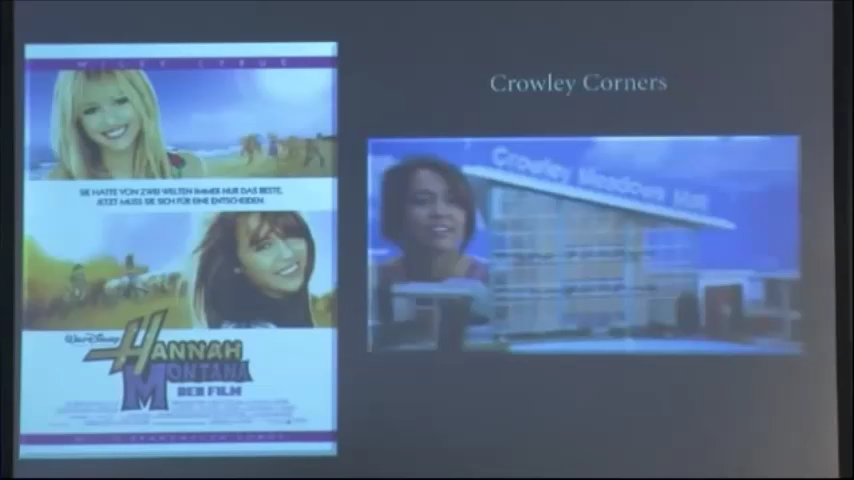 MILEY CYRUS
SIE HATTE VON ZWEI WELTEN IMMER NUR DAS BESTE,
JETZT MUSS SIE SICH FÜR EINE ENTSCHEIDEN.
WALT DISNEY
HANNAH
MONTANA
DER FILM
Crowley Corners
Crowley Meadows Mall